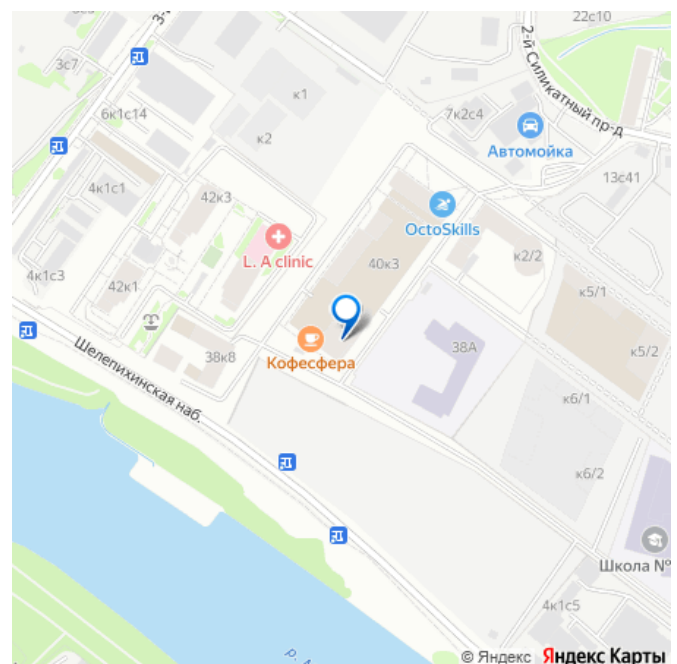 22с10
3-
2-й Силикатный пр-д
3с7
к1
6к1с14
7к2с4
к2
Автомойка
13с41
4к1с1
42к3
OctoSkills
L. A clinic
к2/2
40к3
4к1с3
42к1
к5/1
38к8
Кофесфера
38А
к5/2
Шелепихинская наб.
к6/1
к6/2
Школа №
4к1с5
р.
© Яндекс Яндекс Карты